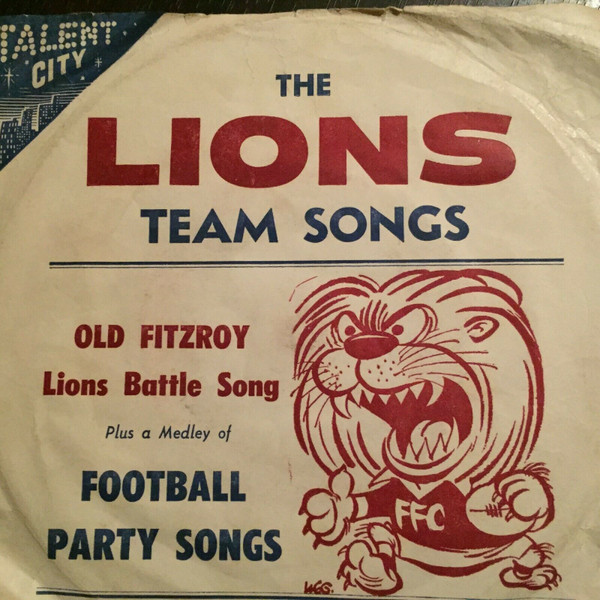 TALENT
CITY
THE
LIONS
TEAM SONGS
OLD FITZROY
Lions Battle Song
Plus a Medley of
FOOTBALL
PARTY SONGS
FFC
WEG.